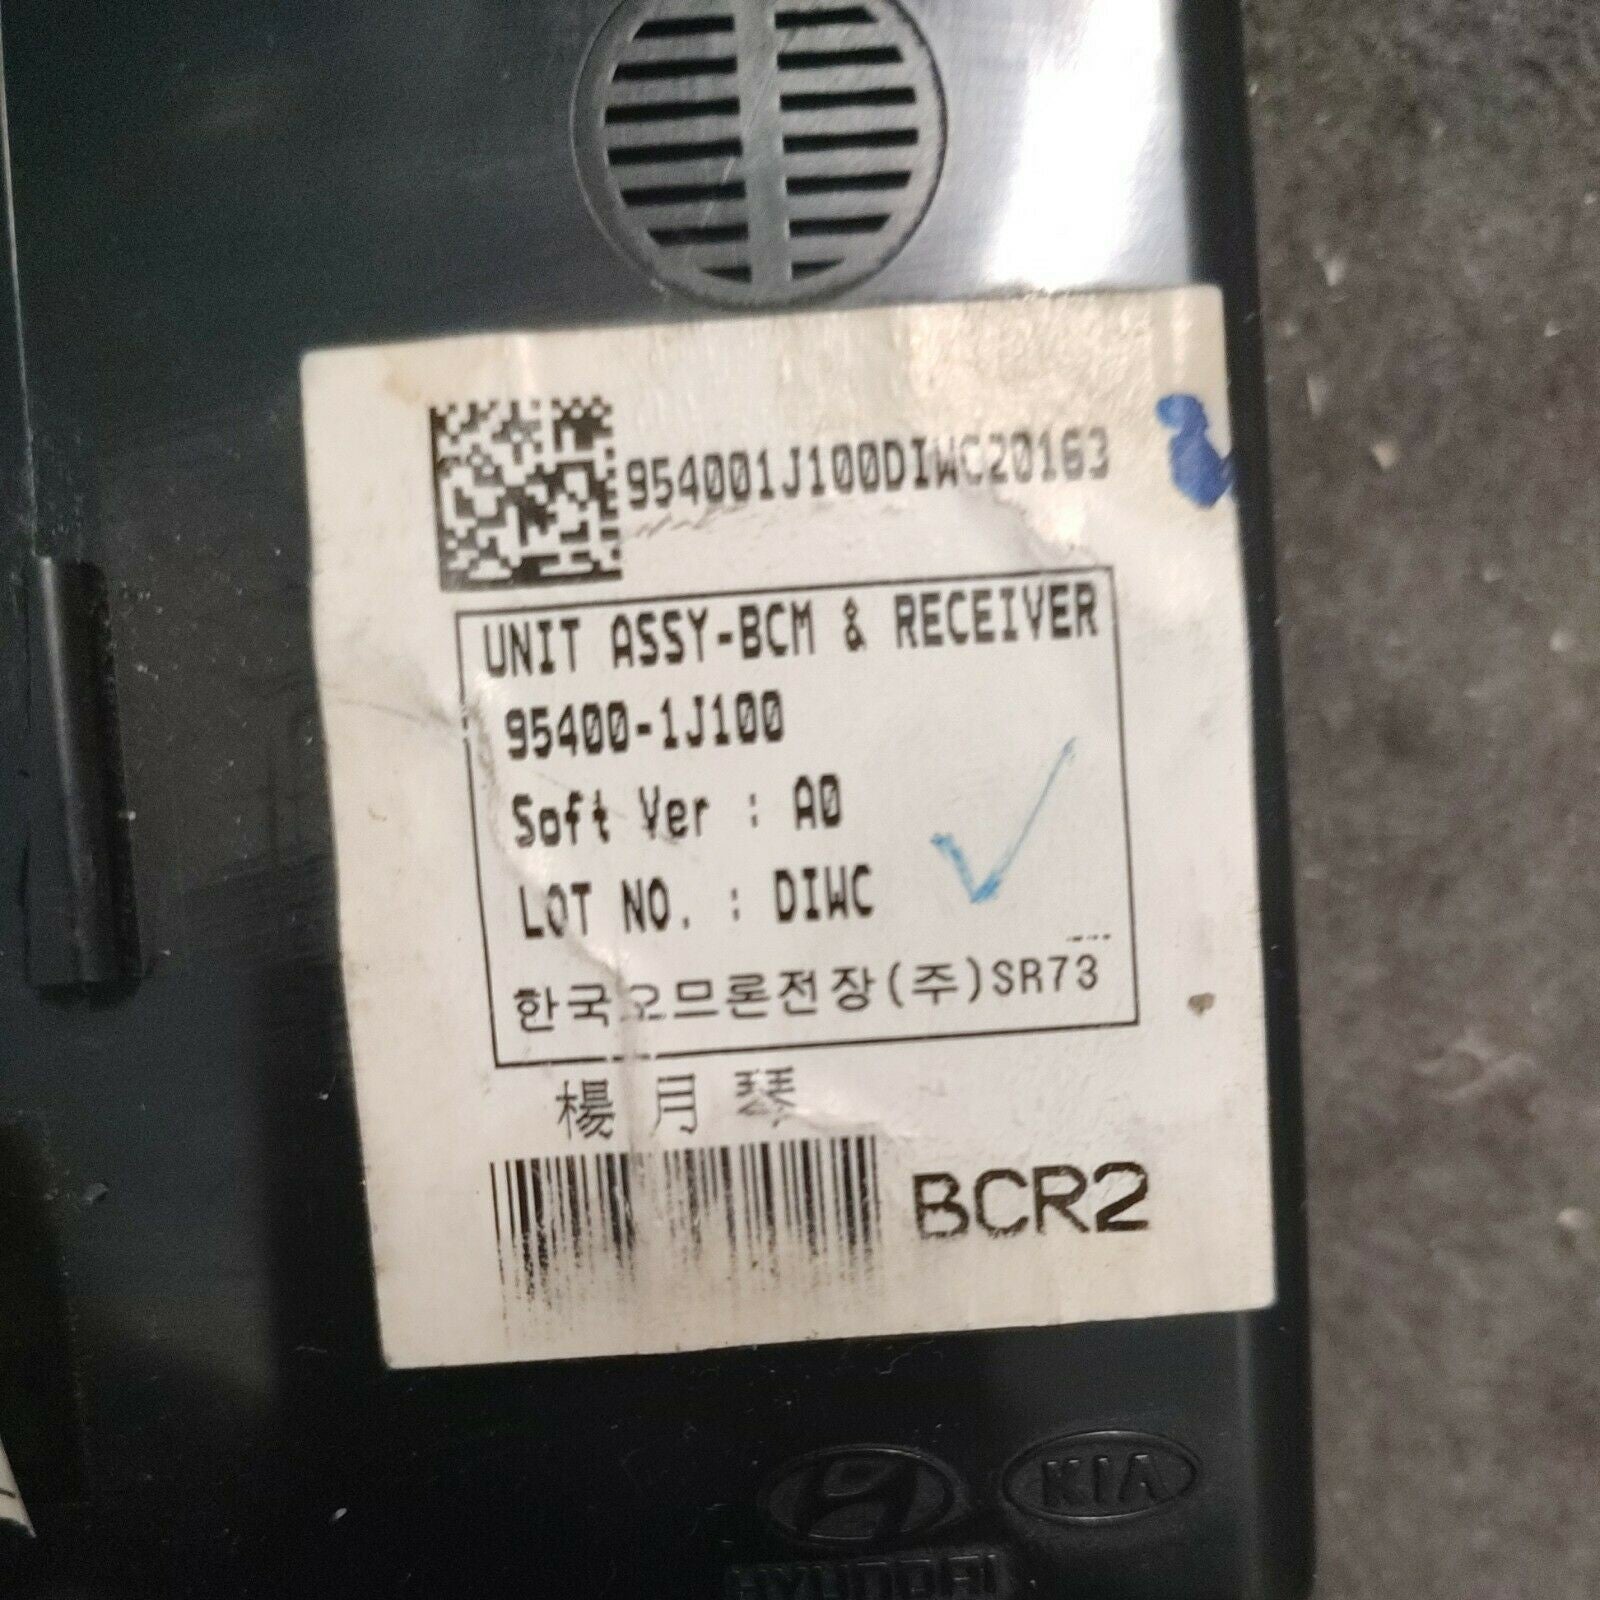 954001J100DIWC20163
UNIT ASSY-BCM & RECEIVER
95400-1J100
Soft Ver : A0
LOT NO. : DIWC
한국오므론전장(주)SR73
楊月琴
BCR2
KIA
HYUNDAI